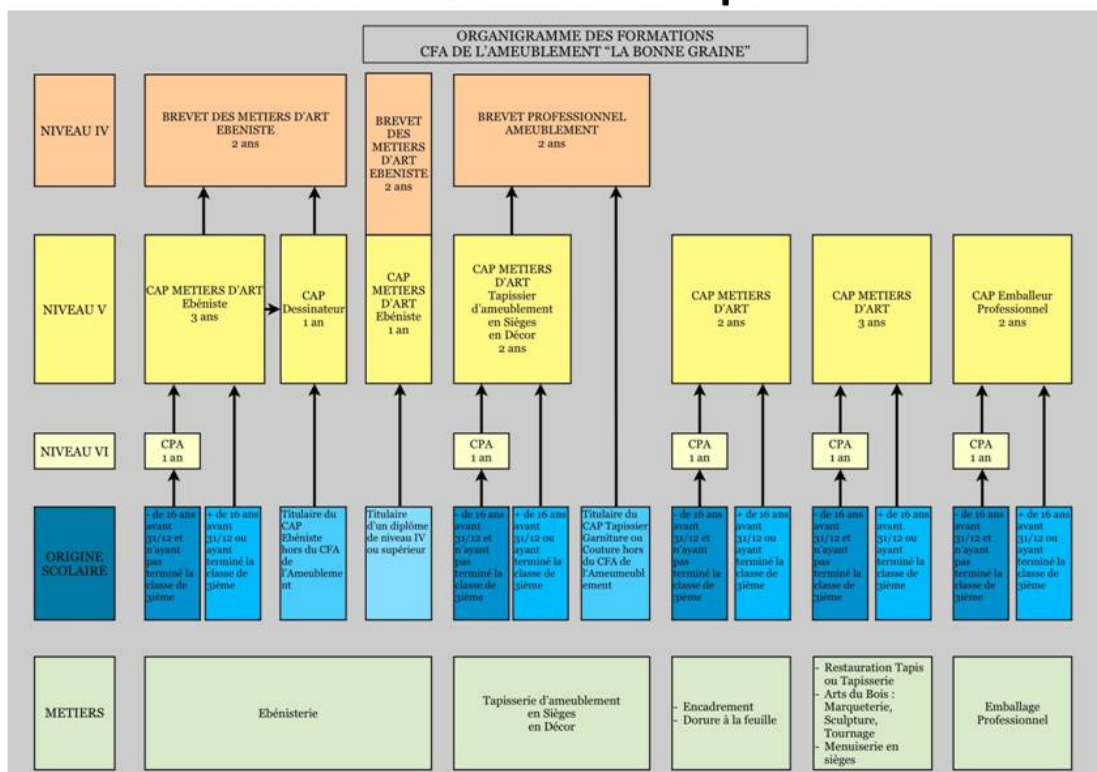 ORGANIGRAMME DES FORMATIONS
CFA DE L'AMEUBLEMENT "LA BONNE GRAINE"
NIVEAU IV
BREVET DES METIERS D'ART
EBENISTE
2 ans
BREVET
DES
METIERS
D'ART
EBENISTE
2 ans
BREVET PROFESSIONNEL
AMEUBLEMENT
2 ans
NIVEAU V
CAP METIERS D'ART
Ebéniste
3 ans
CAP
Dessinateur
1 an
CAP
METIERS
D'ART
Ebéniste
1 an
CAP METIERS
D'ART
Tapissier
d'ameublement
en Sièges
en Décor
2 ans
CAP METIERS
D'ART
2 ans
CAP METIERS
D'ART
3 ans
CAP Emballeur
Professionnel
2 ans
NIVEAU VI
CPA
1 an
CPA
1 an
CPA
1 an
CPA
1 an
CPA
1 an
ORIGINE
SCOLAIRE
- de 16 ans
avant
31/12 et
n'ayant
pas
terminé la
classe de
3ième
+ de 16 ans
avant
31/12 ou
ayant
terminé la
classe de
3ième
Titulaire du
CAP
Ebéniste
hors du CFA
de
l'Ameubleme
nt
Titulaire
d'un diplôme
de niveau IV
ou supérieur
- de 16 ans
avant
31/12 et
n'ayant
pas
terminé la
classe de
3ième
+ de 16 ans
avant
31/12 ou
ayant
terminé la
classe de
3ième
Titulaire du
CAP Tapissier
Garniture ou
Couture hors
du CFA de
l'Ameumeubl
ement
- de 16 ans
avant
31/12 et
n'ayant
pas
terminé la
classe de
3ième
+ de 16 ans
avant
31/12 ou
ayant
terminé la
classe de
3ième
- de 16 ans
avant
31/12 et
n'ayant
pas
terminé la
classe de
3ième
+ de 16 ans
avant
31/12 ou
ayant
terminé la
classe de
3ième
- de 16 ans
avant
31/12 et
n'ayant
pas
terminé la
classe de
3ième
+ de 16 ans
avant
31/12 ou
ayant
terminé la
classe de
3ième
METIERS
Ebénisterie
Tapisserie d'ameublement
en Sièges
en Décor
- Encadrement
- Dorure à la feuille
- Restauration Tapis
ou Tapisserie
- Arts du Bois :
Marqueterie,
Sculpture,
Tournage
- Menuiserie en
sièges
Emballage
Professionnel